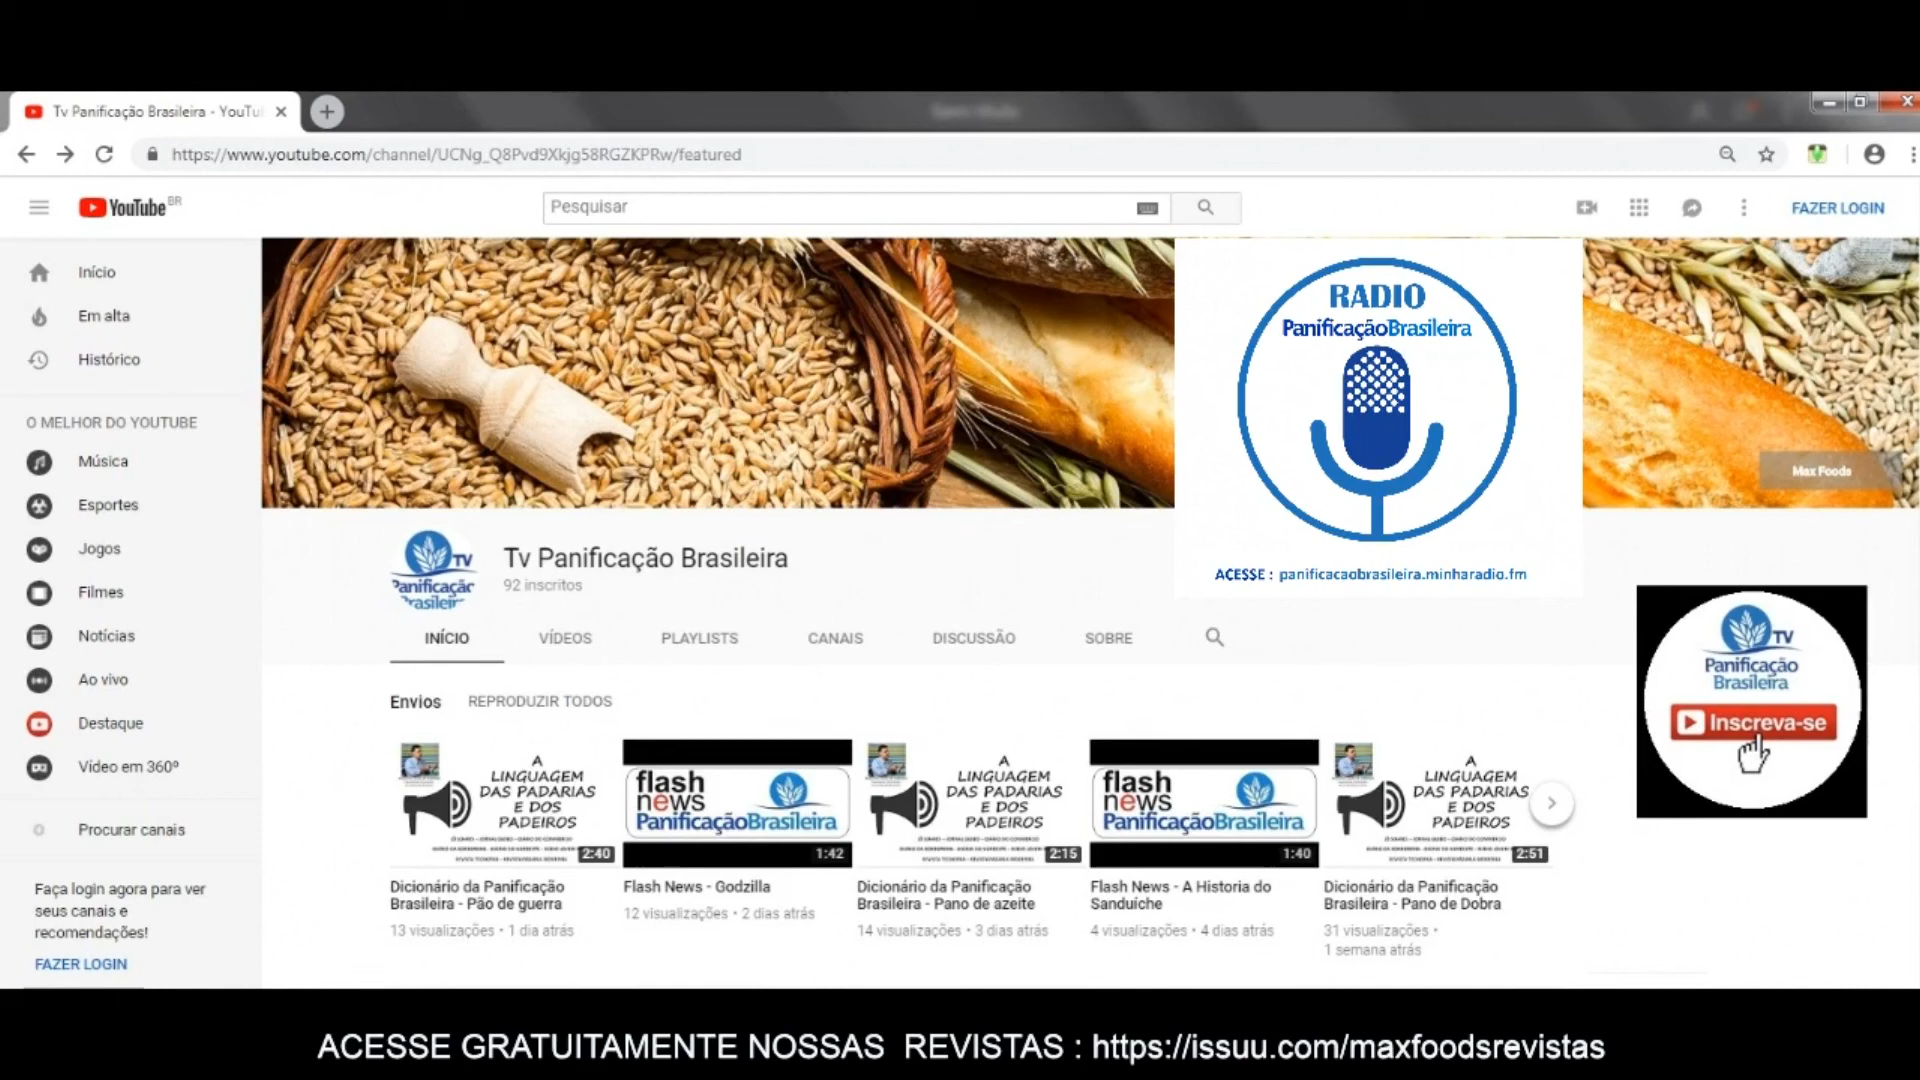 Tv Panificação Brasileira - YouTu
https://www.youtube.com/channel/UCNg_Q8Pvd9Xkjg58RGZKPRw/featured
YouTube BR
Pesquisar
FAZER LOGIN
Início
Em alta
Histórico
O MELHOR DO YOUTUBE
Música
Esportes
Jogos
Filmes
Notícias
Ao vivo
Destaque
Vídeo em 360º
Procurar canais
Faça login agora para ver
seus canais e
recomendações!
FAZER LOGIN
RADIO
PanificaçãoBrasileira
ACESSE : panificacaobrasileira.minharadio.fm
Max Foods
TV
Panificação
Brasileira
Tv Panificação Brasileira
92 inscritos
INÍCIO VÍDEOS PLAYLISTS CANAIS DISCUSSÃO SOBRE
TV
Panificação
Brasileira
Inscreva-se
Envios REPRODUZIR TODOS
A
LINGUAGEM
DAS PADARIAS
E DOS
PADEIROS
2:40
Dicionário da Panificação
Brasileira - Pão de guerra
13 visualizações • 1 dia atrás
flash
news
PanificaçãoBrasileira
1:42
Flash News - Godzilla
12 visualizações • 2 dias atrás
A
LINGUAGEM
DAS PADARIAS
E DOS
PADEIROS
2:15
Dicionário da Panificação
Brasileira - Pano de azeite
14 visualizações • 3 dias atrás
flash
news
PanificaçãoBrasileira
1:40
Flash News - A Historia do
Sanduíche
4 visualizações • 4 dias atrás
A
LINGUAGEM
DAS PADARIAS
E DOS
PADEIROS
2:51
Dicionário da Panificação
Brasileira - Pano de Dobra
31 visualizações •
1 semana atrás
ACESSE GRATUITAMENTE NOSSAS REVISTAS : https://issuu.com/maxfoodsrevistas